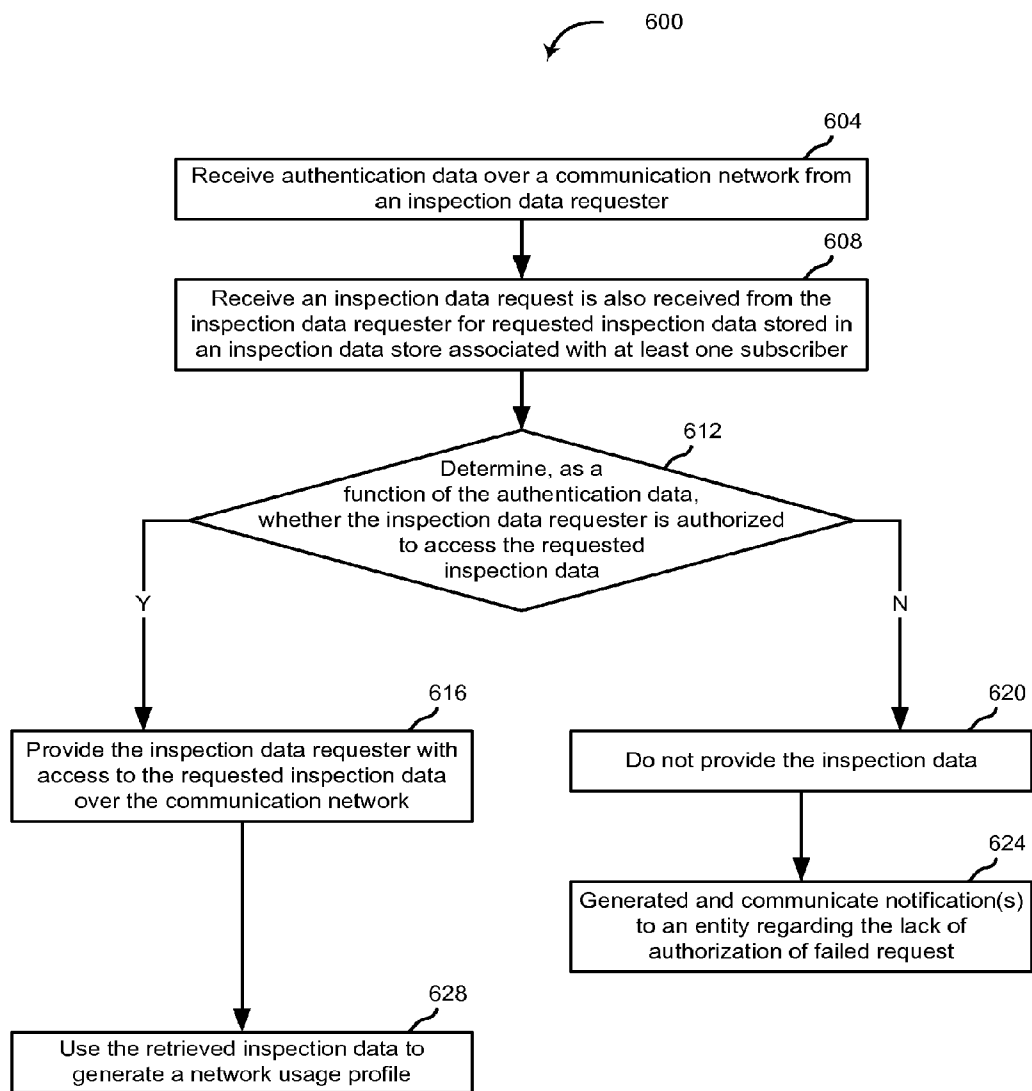 600
604
Receive authentication data over a communication network from
an inspection data requester
608
Receive an inspection data request is also received from the
inspection data requester for requested inspection data stored in
an inspection data store associated with at least one subscriber
612
Determine, as a
function of the authentication data,
whether the inspection data requester is authorized
to access the requested
inspection data
Y
N
616
Provide the inspection data requester with
access to the requested inspection data
over the communication network
620
Do not provide the inspection data
624
Generated and communicate notification(s)
to an entity regarding the lack of
authorization of failed request
628
Use the retrieved inspection data to
generate a network usage profile